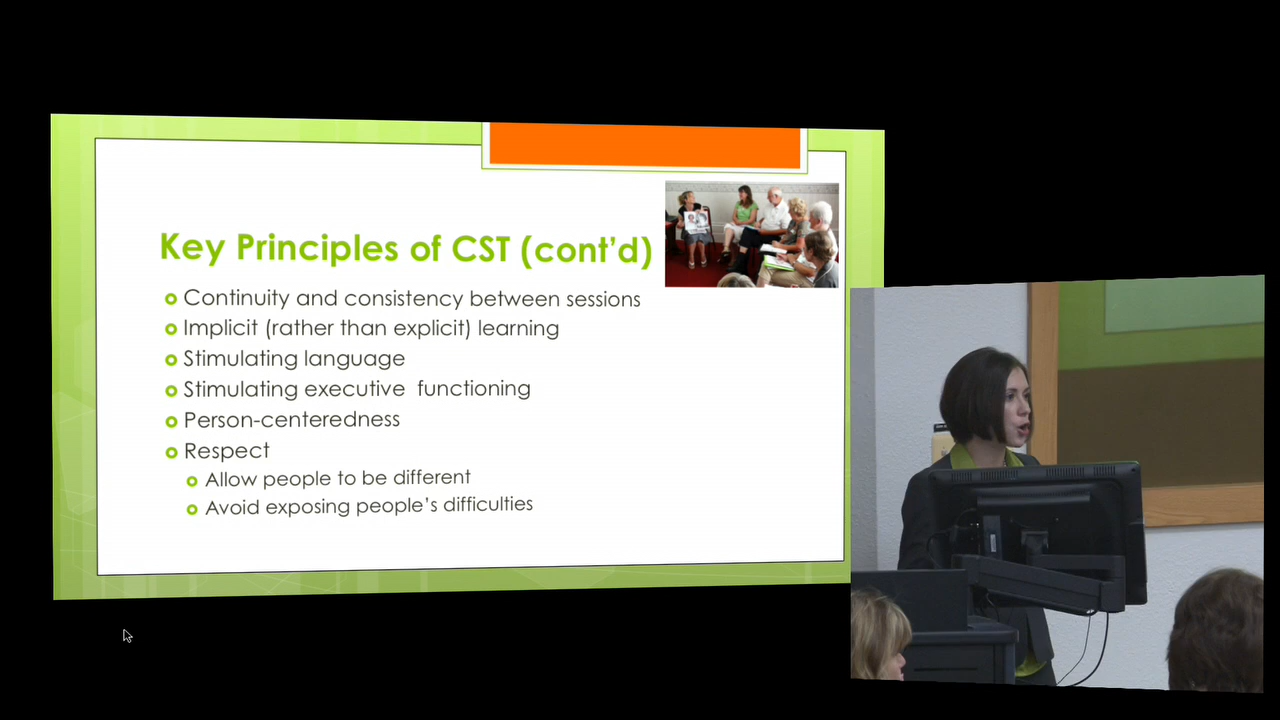 Key Principles of CST (cont'd)
Continuity and consistency between sessions
Implicit (rather than explicit) learning
Stimulating language
Stimulating executive functioning
Person-centeredness
Respect
Allow people to be different
Avoid exposing people's difficulties